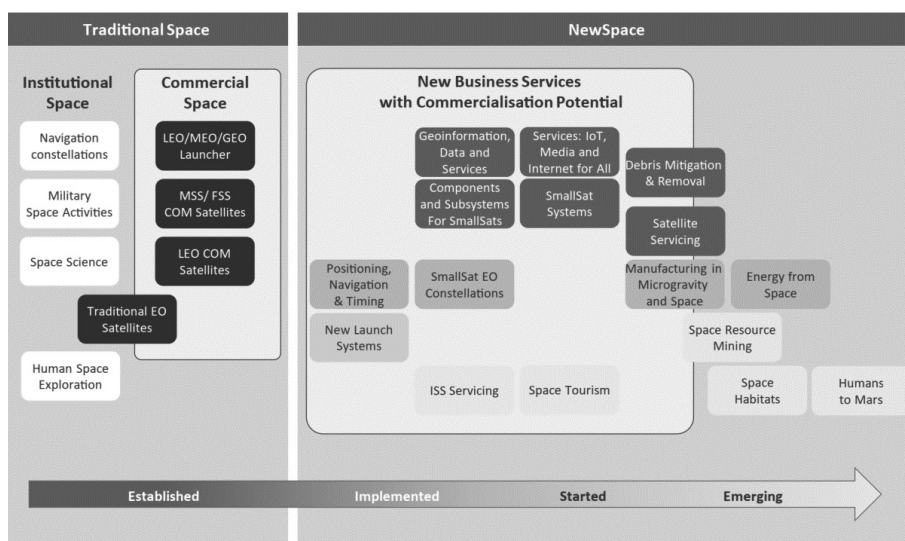 Traditional Space
NewSpace
Institutional
Space
Navigation
constellations
Military
Space Activities
Space Science
Human Space
Exploration
Commercial
Space
LEO/MEO/GEO
Launcher
MSS/ FSS
COM Satellites
LEO COM
Satellites
Traditional EO
Satellites
New Business Services
with Commercialisation Potential
Geoinformation,
Data and
Services
Services: IoT,
Media and
Internet for All
Debris Mitigation
& Removal
Components
and Subsystems
For SmallSats
SmallSat
Systems
Satellite
Servicing
Positioning,
Navigation
& Timing
SmallSat EO
Constellations
Manufacturing in
Microgravity
and Space
Energy from
Space
New Launch
Systems
Space Resource
Mining
ISS Servicing
Space Tourism
Space
Habitats
Humans
to Mars
Established
Implemented
Started
Emerging